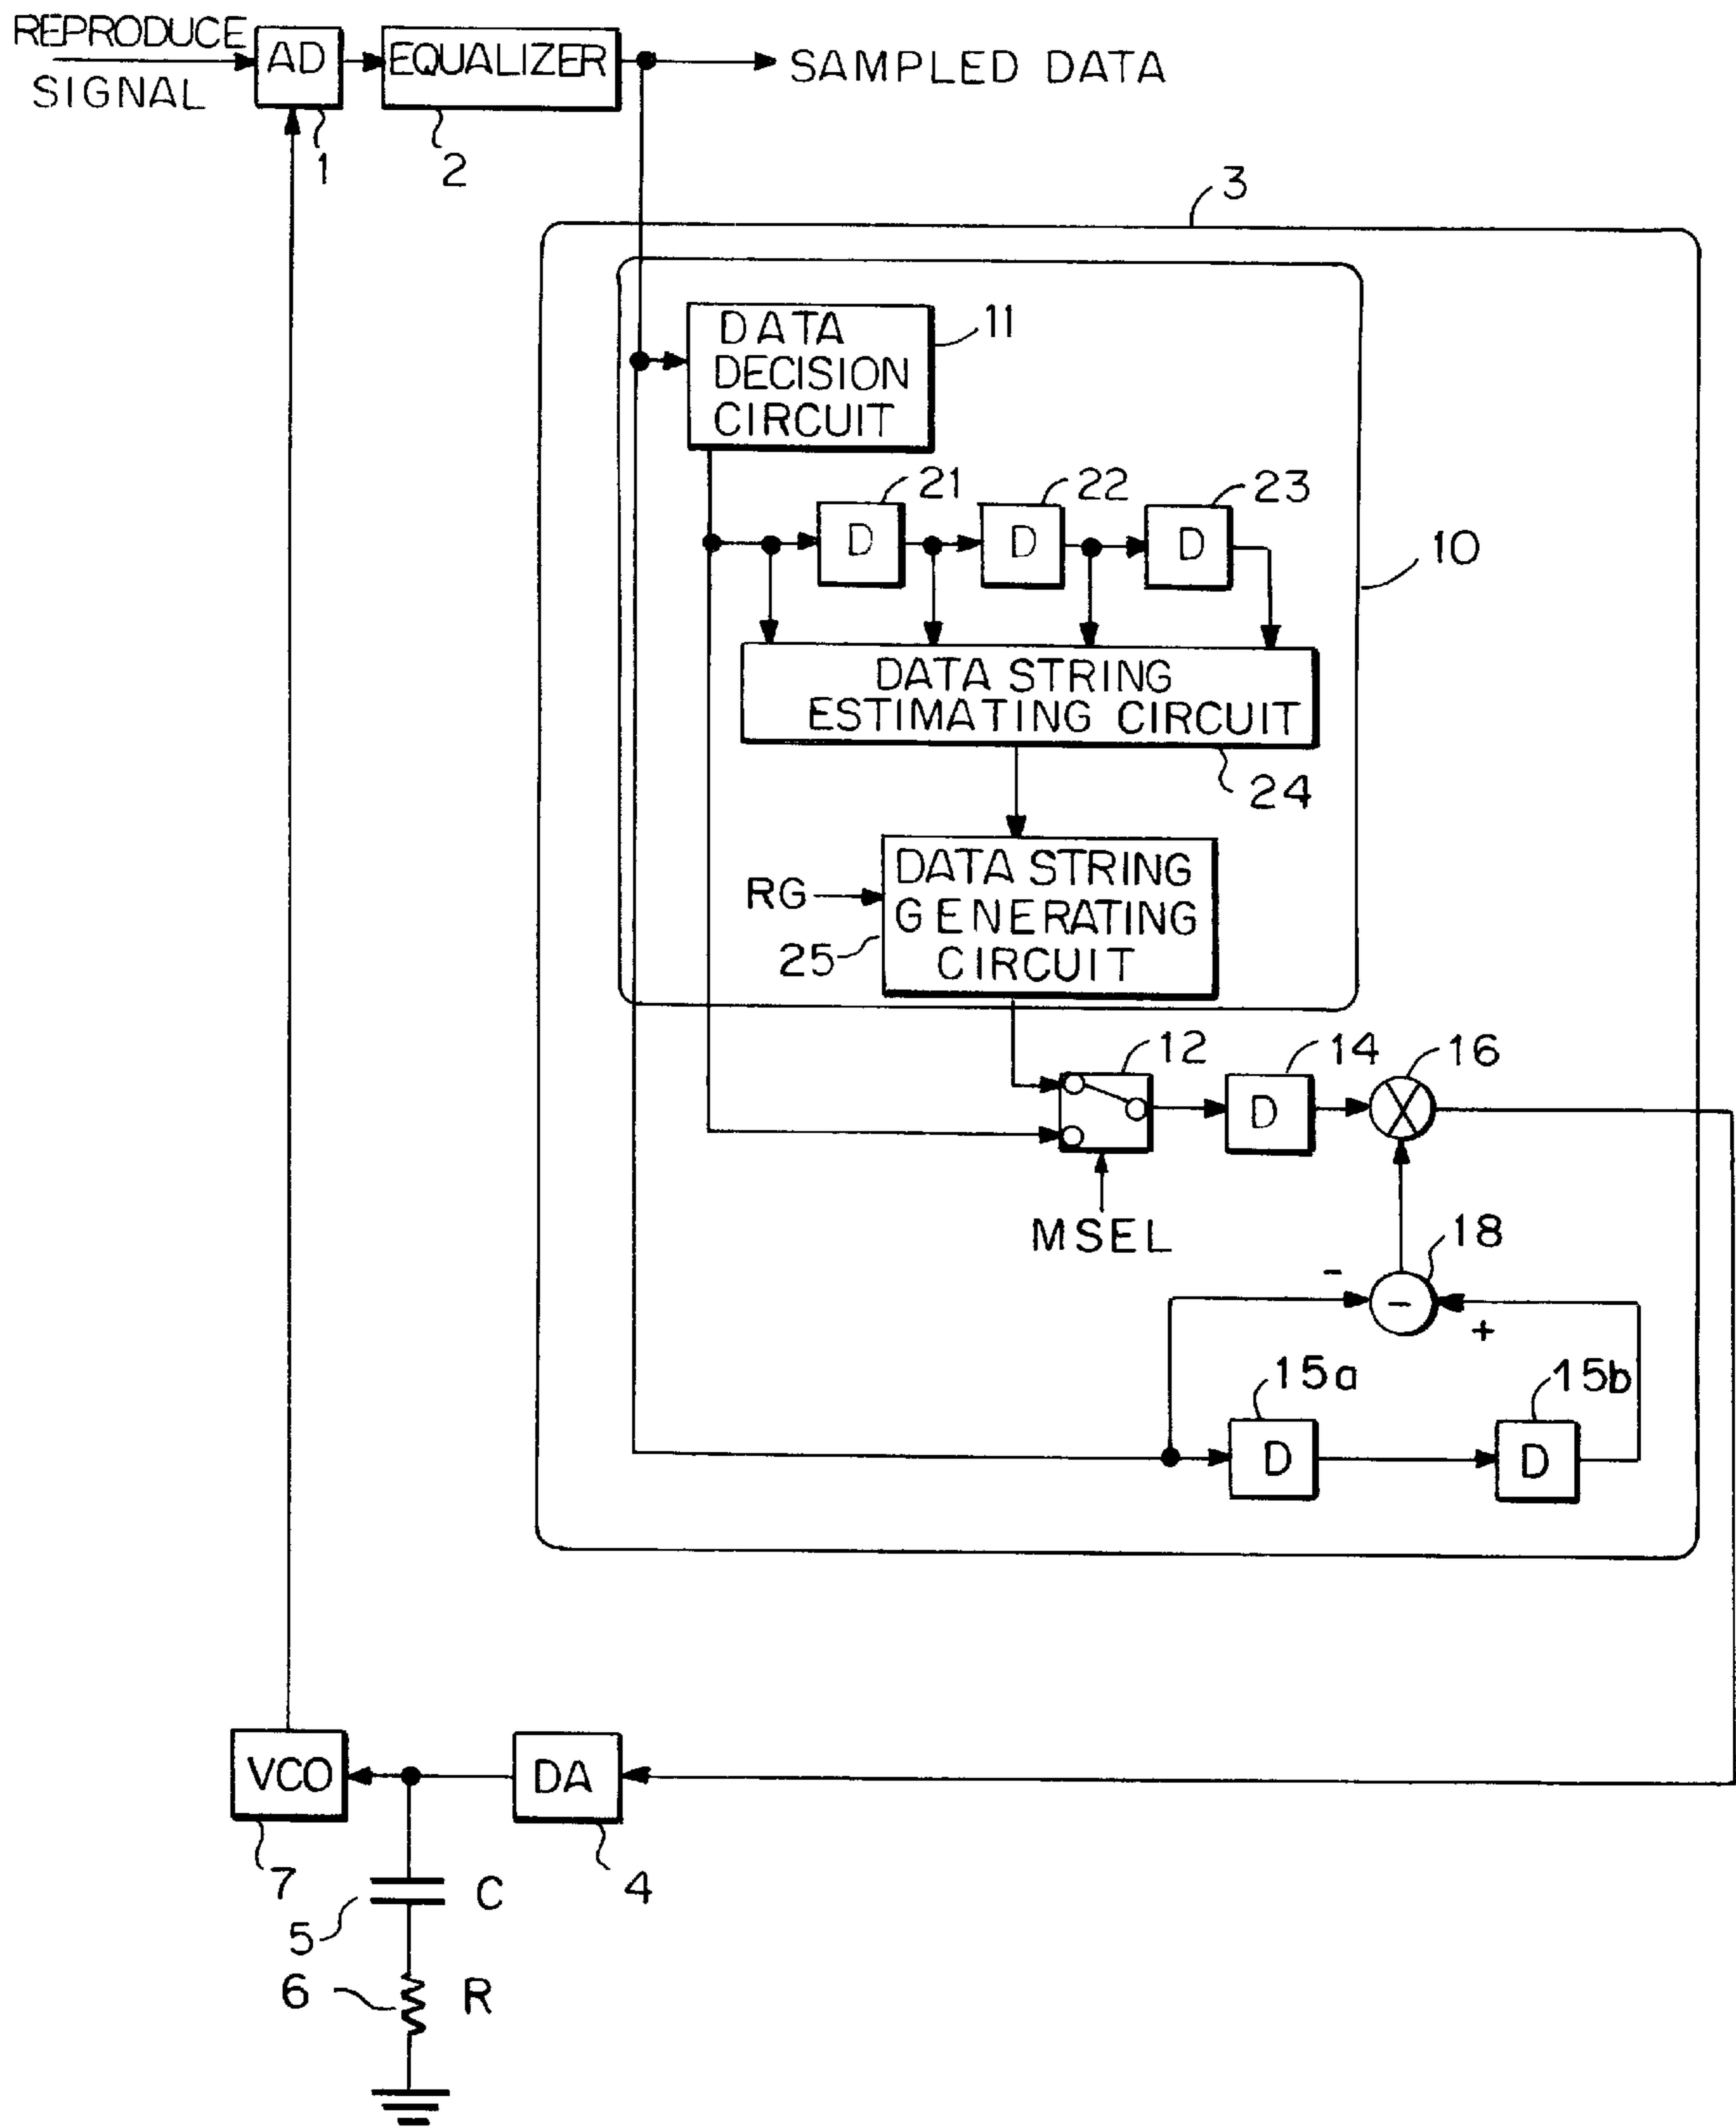 REPRODUCE
SIGNAL
AD
EQUALIZER
SAMPLED DATA
1
2
3
DATA
DECISION
CIRCUIT
11
21
22
23
D
D
D
10
DATA STRING
ESTIMATING CIRCUIT
24
RG
DATA STRING
GENERATING
CIRCUIT
25
12
14
16
D
MSEL
18
-
-
+
15a
15b
D
D
VCO
DA
7
4
C
5
6
R